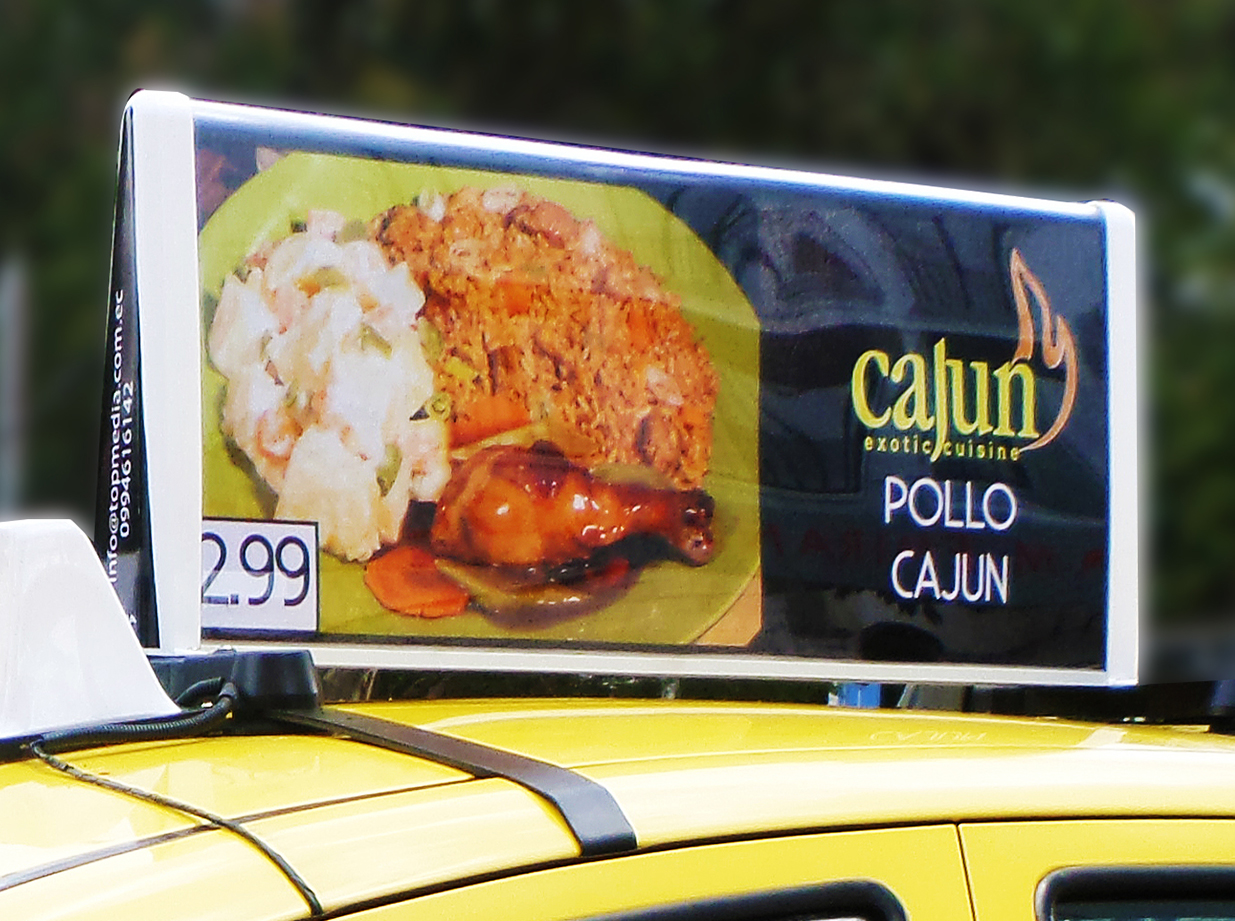 info@topmedia.com.ec
0994616142
2.99
cajun
exotic cuisine
POLLO
CAJUN